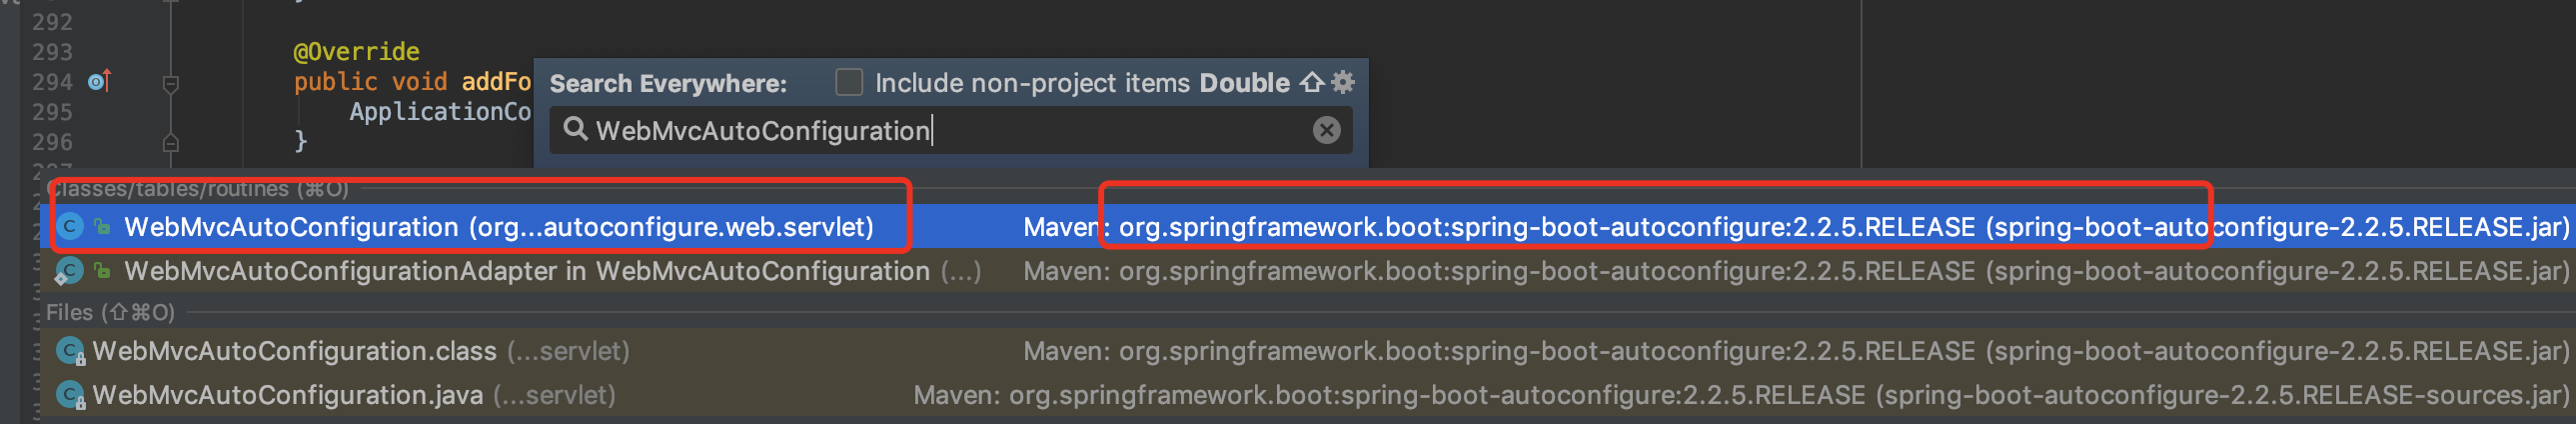 292
293 @Override
294 public void addFo
295 ApplicationCo
296 }
Search Everywhere: Include non-project items Double
WebMvcAutoConfiguration
Classes/tables/routines (⌘O)
WebMvcAutoConfiguration (org...autoconfigure.web.servlet) Maven: org.springframework.boot:spring-boot-autoconfigure:2.2.5.RELEASE (spring-boot-autoconfigure-2.2.5.RELEASE.jar)
WebMvcAutoConfigurationAdapter in WebMvcAutoConfiguration (...) Maven: org.springframework.boot:spring-boot-autoconfigure:2.2.5.RELEASE (spring-boot-autoconfigure-2.2.5.RELEASE.jar)
Files (⇧⌘O)
WebMvcAutoConfiguration.class (...servlet) Maven: org.springframework.boot:spring-boot-autoconfigure:2.2.5.RELEASE (spring-boot-autoconfigure-2.2.5.RELEASE.jar)
WebMvcAutoConfiguration.java (...servlet) Maven: org.springframework.boot:spring-boot-autoconfigure:2.2.5.RELEASE (spring-boot-autoconfigure-2.2.5.RELEASE-sources.jar)